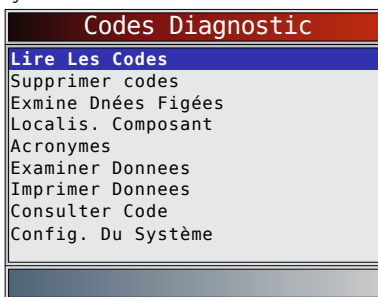 Codes Diagnostic
Lire Les Codes
Supprimer codes
Exmine Dnées Figées
Localis. Composant
Acronymes
Examiner Donnees
Imprimer Donnees
Consulter Code
Config. Du Système